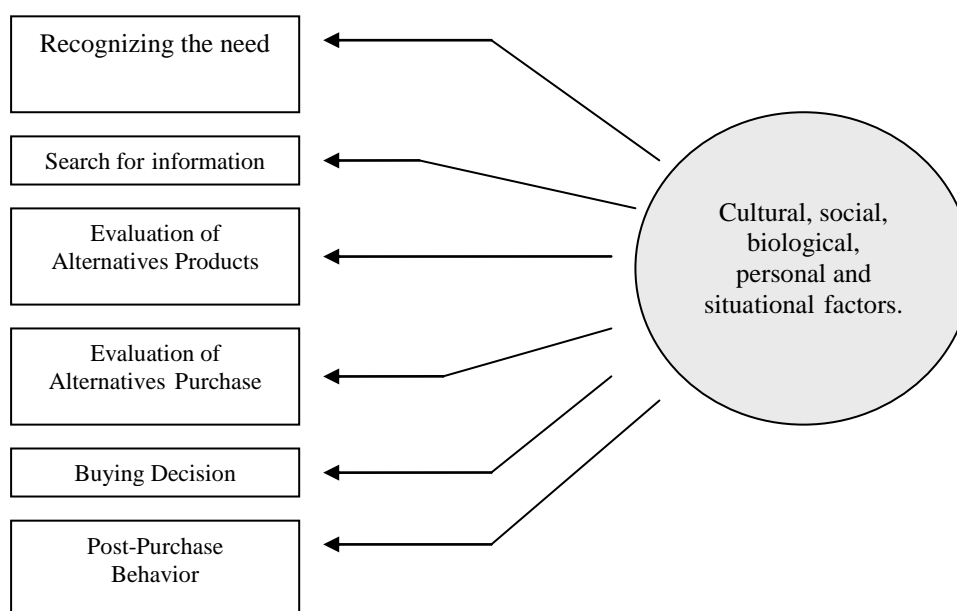 Recognizing the need
Search for information
Evaluation of
Alternatives Products
Evaluation of
Alternatives Purchase
Buying Decision
Post-Purchase
Behavior
Cultural, social,
biological,
personal and
situational factors.